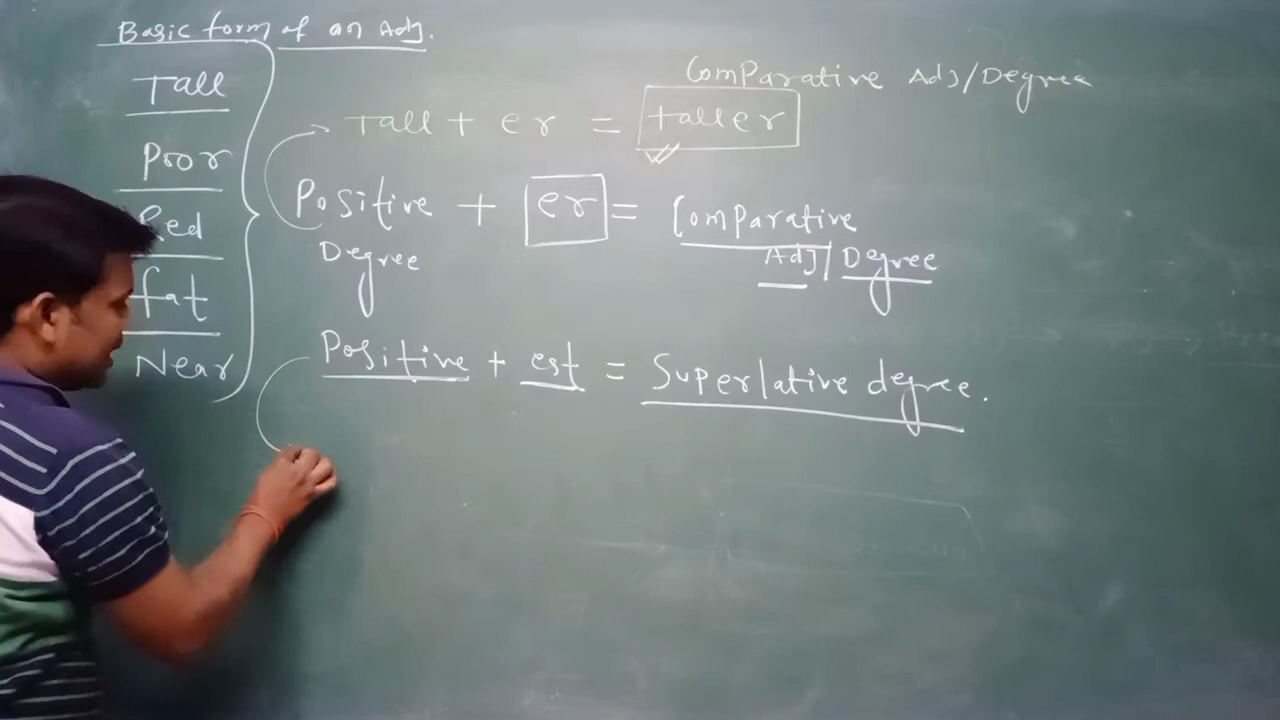 Basic form of an Adj.
Tall
Poor
Red
fat
Near
Comparative Adj/Degree
Tall + er = taller
Positive + er = Comparative
Degree
Adj/Degree
Positive + est = Superlative degree.